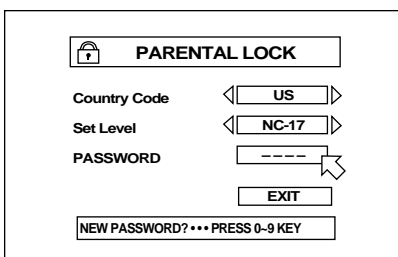 PARENTAL LOCK
Country Code US
Set Level NC-17
PASSWORD ----
EXIT
NEW PASSWORD? ••• PRESS 0~9 KEY